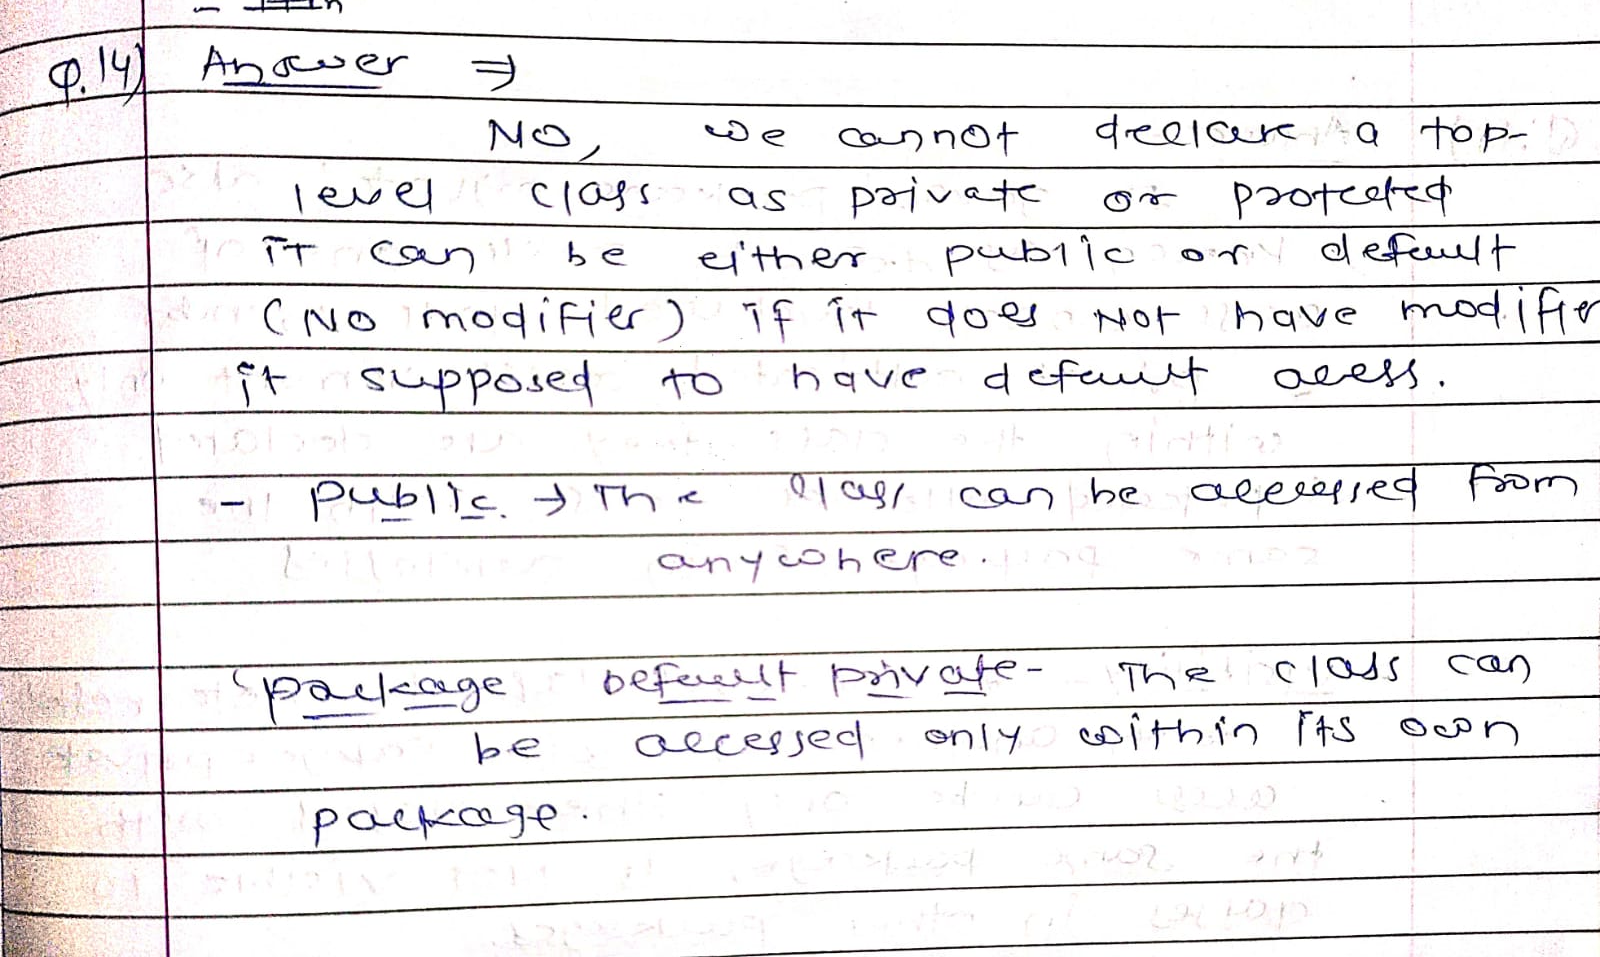 Q.14) Answer ⇒
No, we cannot declare a top-
level class as private or protected
it can be either public or default
(No modifier) if it does not have modifier
it supposed to have default acess.
- public → The class can be accessed from
anywhere.
package Default private - The class can
be accessed only within its own
package.